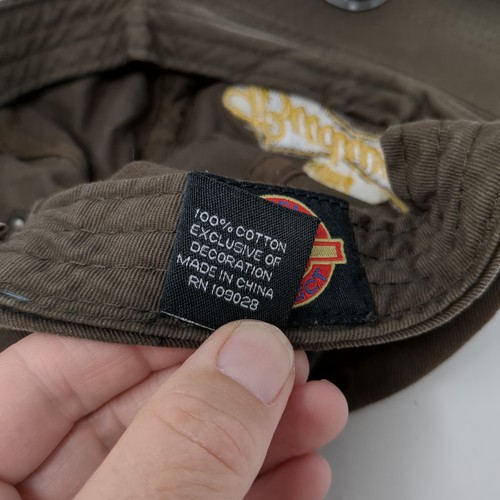 100% COTTON
EXCLUSIVE OF
DECORATION
MADE IN CHINA
RN 109028